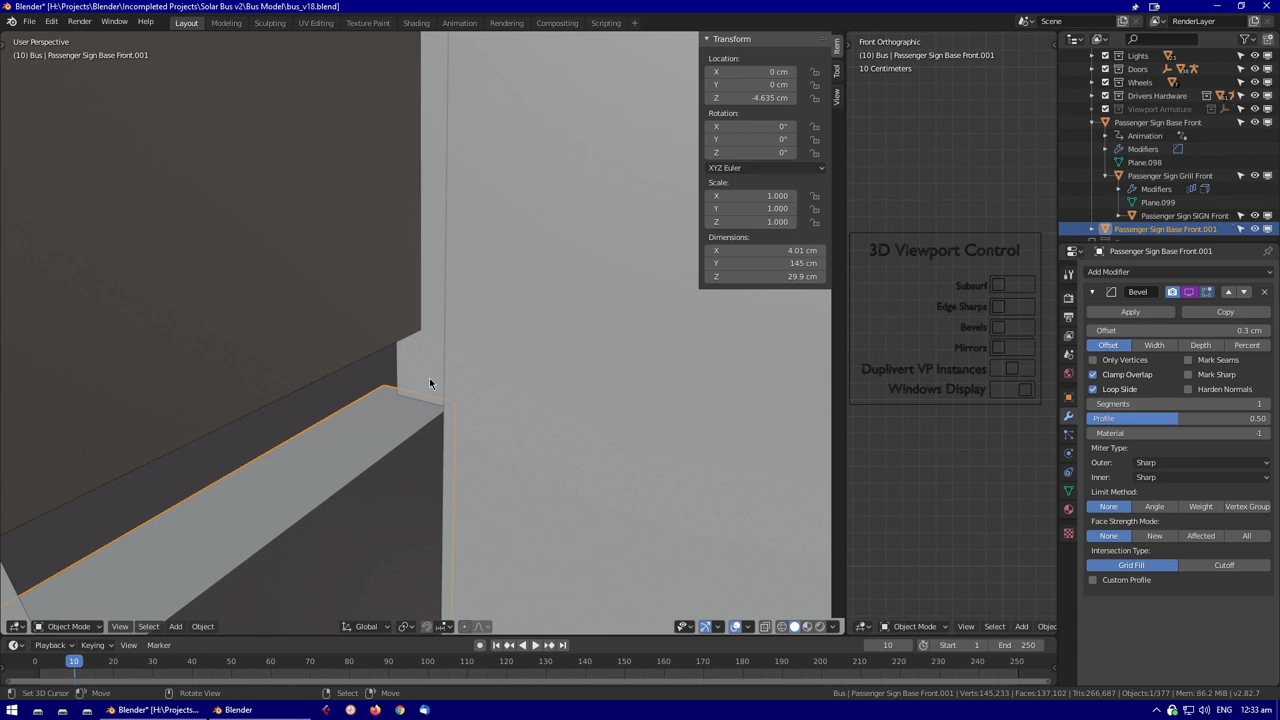 Blender* [H:\Projects\Blender\Incompleted Projects\Solar Bus v2\Bus Model\bus_v18.blend]
File Edit Render Window Help
Layout Modeling Sculpting UV Editing Texture Paint Shading Animation Rendering Compositing Scripting
Scene
RenderLayer
User Perspective
(10) Bus | Passenger Sign Base Front.001
Transform
Location:
X 0 cm
Y 0 cm
Z -4.635 cm
Rotation:
X 0°
Y 0°
Z 0°
XYZ Euler
Scale:
X 1.000
Y 1.000
Z 1.000
Dimensions:
X 4.01 cm
Y 145 cm
Z 29.9 cm
Item
Tool
View
Front Orthographic
(10) Bus | Passenger Sign Base Front.001
10 Centimeters
3D Viewport Control
Subsurf
Edge Sharps
Bevels
Mirrors
Duplivert VP Instances
Windows Display
Lights
Doors
Wheels
Drivers Hardware
Viewport Armature
Passenger Sign Base Front
Animation
Modifiers
Plane.098
Passenger Sign Grill Front
Modifiers
Plane.099
Passenger Sign SIGN Front
Passenger Sign Base Front.001
Passenger Sign Base Front.001
Add Modifier
Bevel
Apply Copy
Offset 0.3 cm
Offset Width Depth Percent
Only Vertices Mark Seams
Clamp Overlap Mark Sharp
Loop Slide Harden Normals
Segments 1
Profile 0.50
Material -1
Miter Type:
Outer: Sharp
Inner: Sharp
Limit Method:
None Angle Weight Vertex Group
Face Strength Mode:
None New Affected All
Intersection Type:
Grid Fill Cutoff
Custom Profile
Object Mode View Select Add Object Global
Object Mode View Select Add Object
Playback Keying View Marker
10 Start 1 End 250
0 10 20 30 40 50 60 70 80 90 100 110 120 130 140 150 160 170 180 190 200 210 220 230 240 250
Set 3D Cursor Move Rotate View Select Move
Bus | Passenger Sign Base Front.001 | Verts:145,233 | Faces:137,102 | Tris:266,687 | Objects:1/377 | Mem: 86.2 MiB | v2.82.7
Blender* [H:\Projects... Blender
ENG 12:33 am